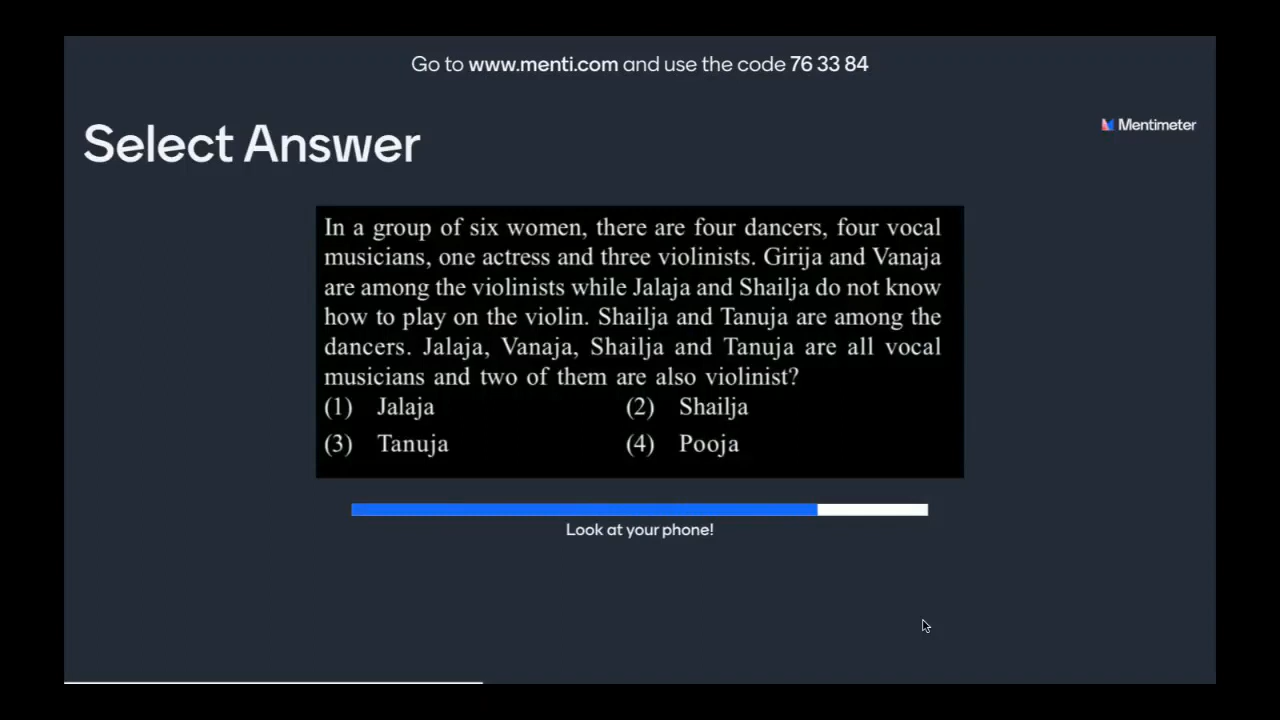 Go to www.menti.com and use the code 76 33 84
Mentimeter
Select Answer
In a group of six women, there are four dancers, four vocal
musicians, one actress and three violinists. Girija and Vanaja
are among the violinists while Jalaja and Shailja do not know
how to play on the violin. Shailja and Tanuja are among the
dancers. Jalaja, Vanaja, Shailja and Tanuja are all vocal
musicians and two of them are also violinist?
(1) Jalaja (2) Shailja
(3) Tanuja (4) Pooja
Look at your phone!